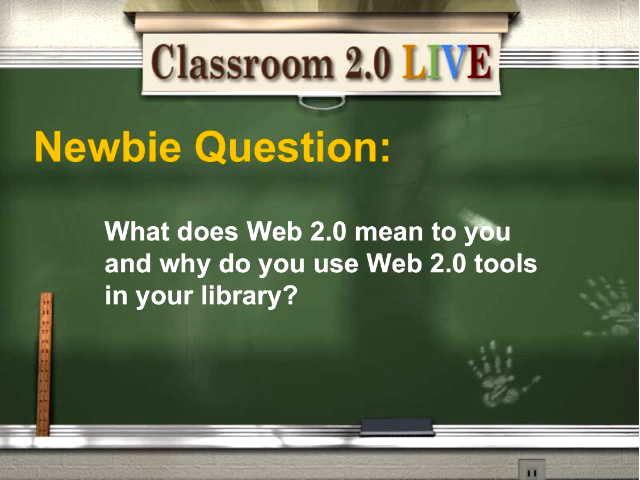 Classroom 2.0 LIVE
Newbie Question:
What does Web 2.0 mean to you
and why do you use Web 2.0 tools
in your library?